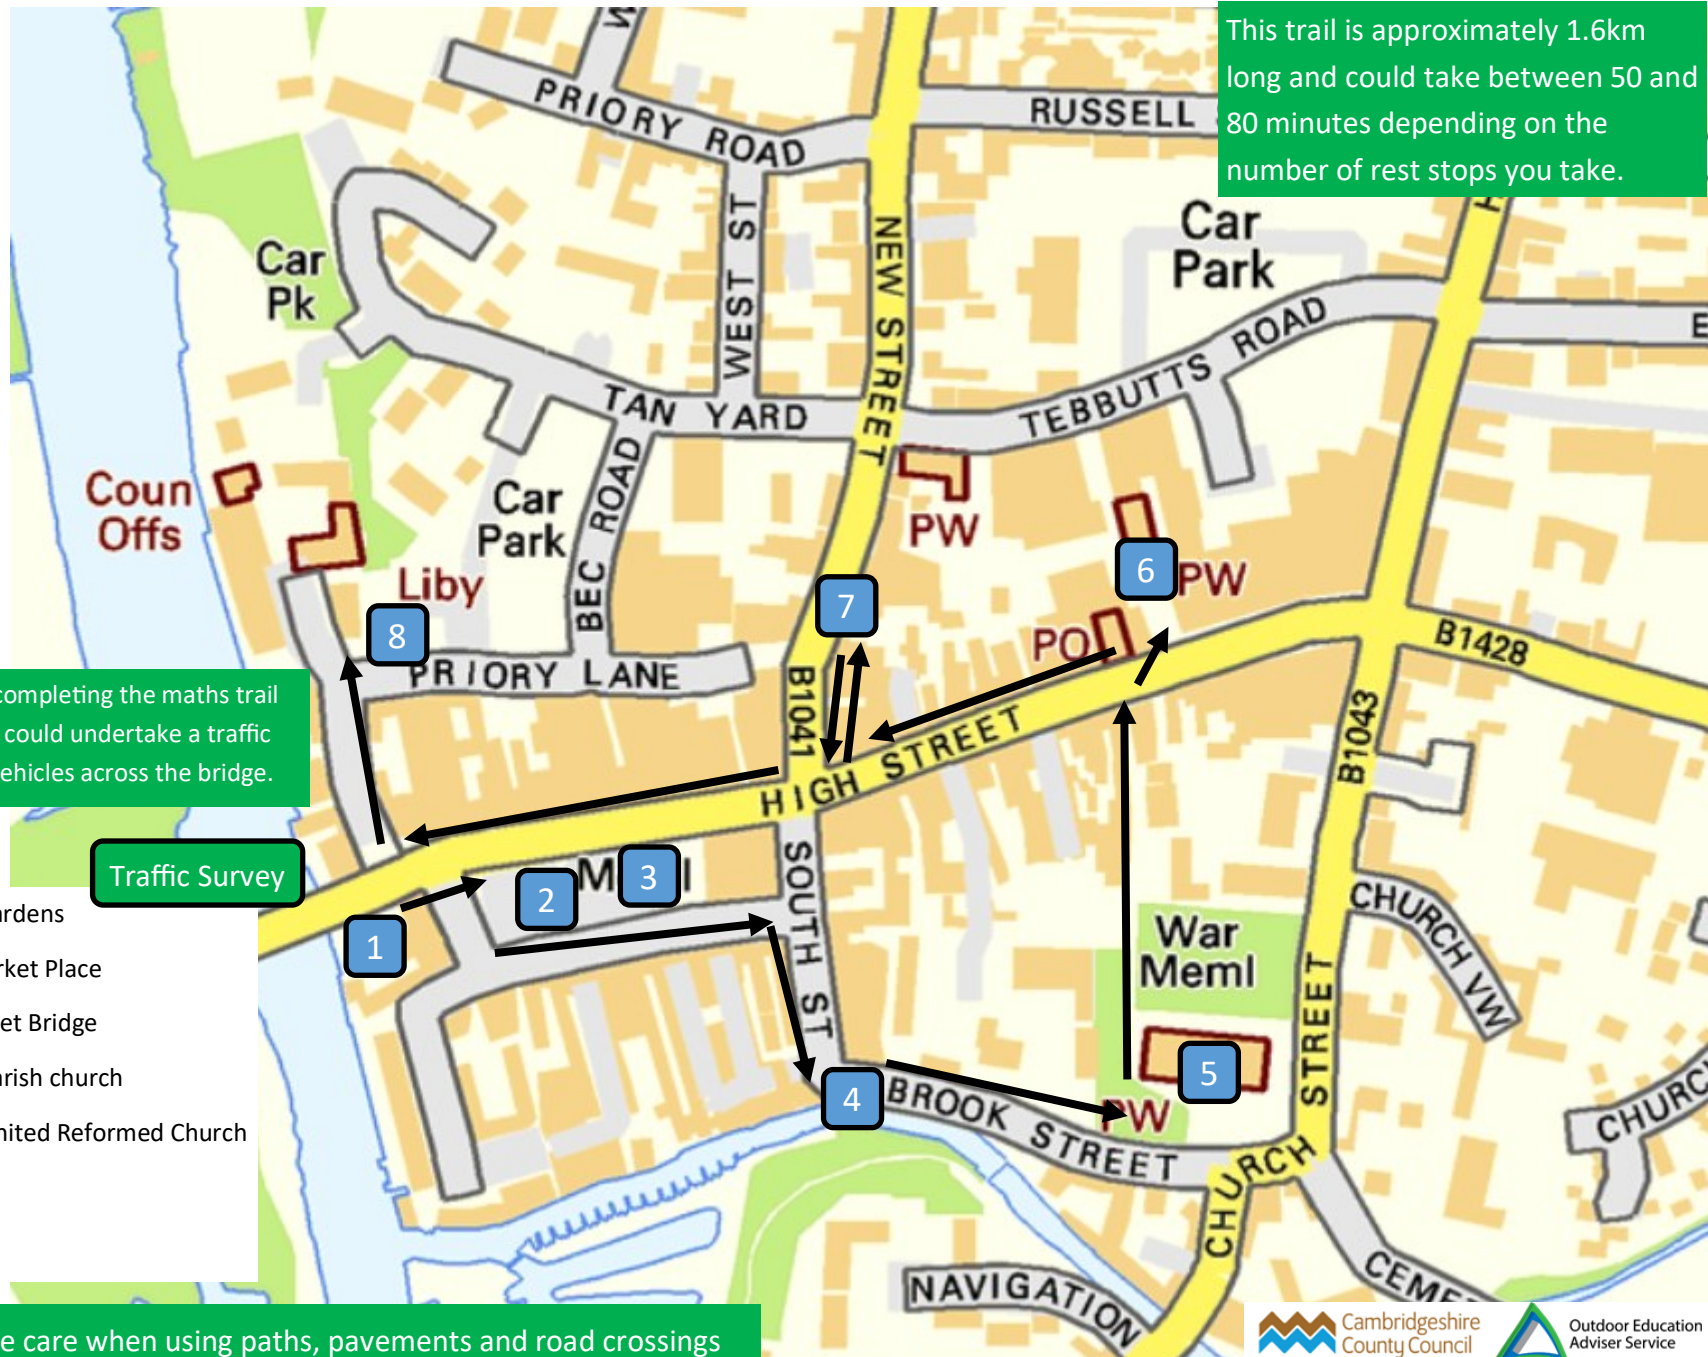 This trail is approximately 1.6km
long and could take between 50 and
80 minutes depending on the
number of rest stops you take.
PRIORY ROAD
RUSSELL
WEST ST
NEW STREET
Car
Park
Car
Pk
TEBBUTTS ROAD
TAN YARD
BEC ROAD
Coun
Offs
Car
Park
Liby
PW
6
PW
7
8
PO
B1428
PRIORY LANE
B1041
B1043
completing the maths trail
could undertake a traffic
ehicles across the bridge.
HIGH STREET
Traffic Survey
1
2
M
3
l
SOUTH ST
War
Meml
CHURCH VW
rdens
rket Place
et Bridge
arish church
nited Reformed Church
4
5
BROOK STREET
PW
CHURCH STREET
CHURC
NAVIGATION
CEME
e care when using paths, pavements and road crossings
Cambridgeshire
County Council
Outdoor Education
Adviser Service